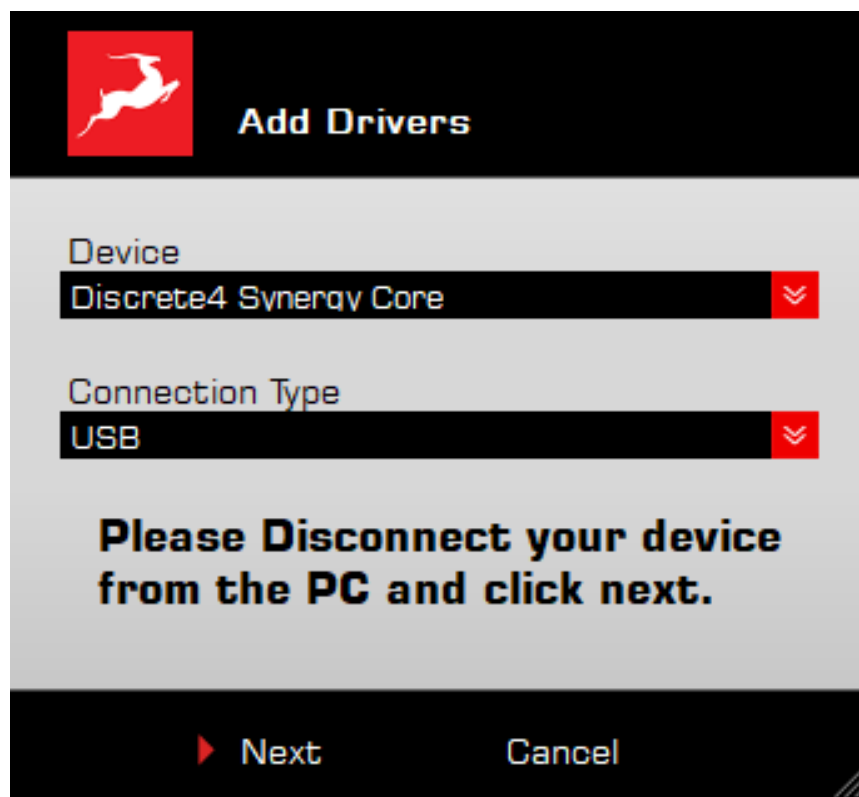 Add Drivers
Device
Discrete4 Synergy Core
Connection Type
USB
Please Disconnect your device
from the PC and click next.
Next
Cancel